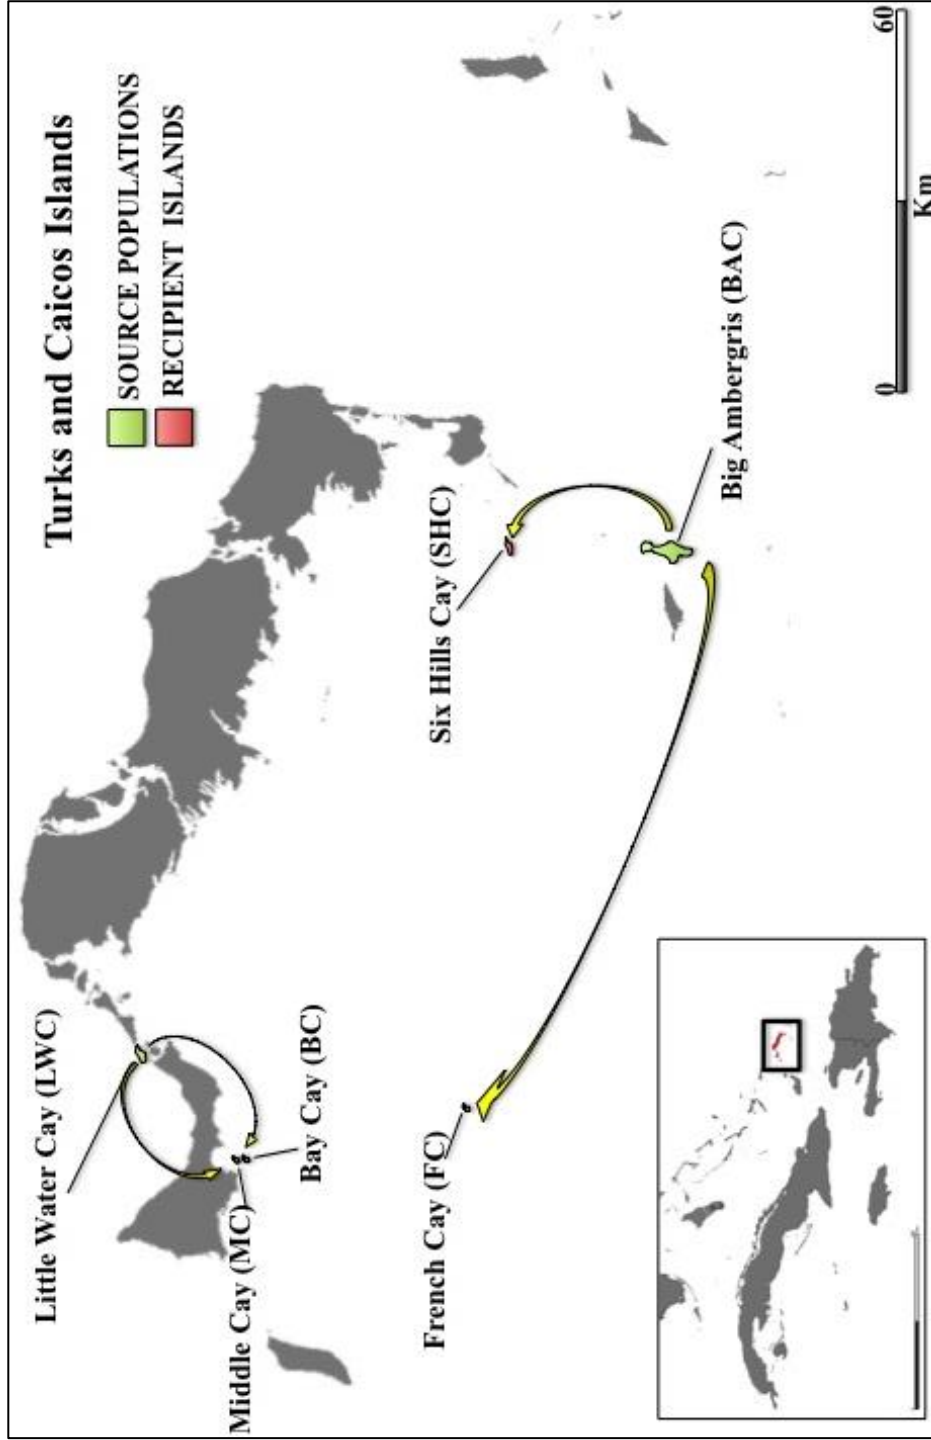 Turks and Caicos Islands
SOURCE POPULATIONS
RECIPIENT ISLANDS
Little Water Cay (LWC)
Middle Cay (MC)
Bay Cay (BC)
Six Hills Cay (SHC)
French Cay (FC)
Big Ambergris (BAC)
0
60
Km